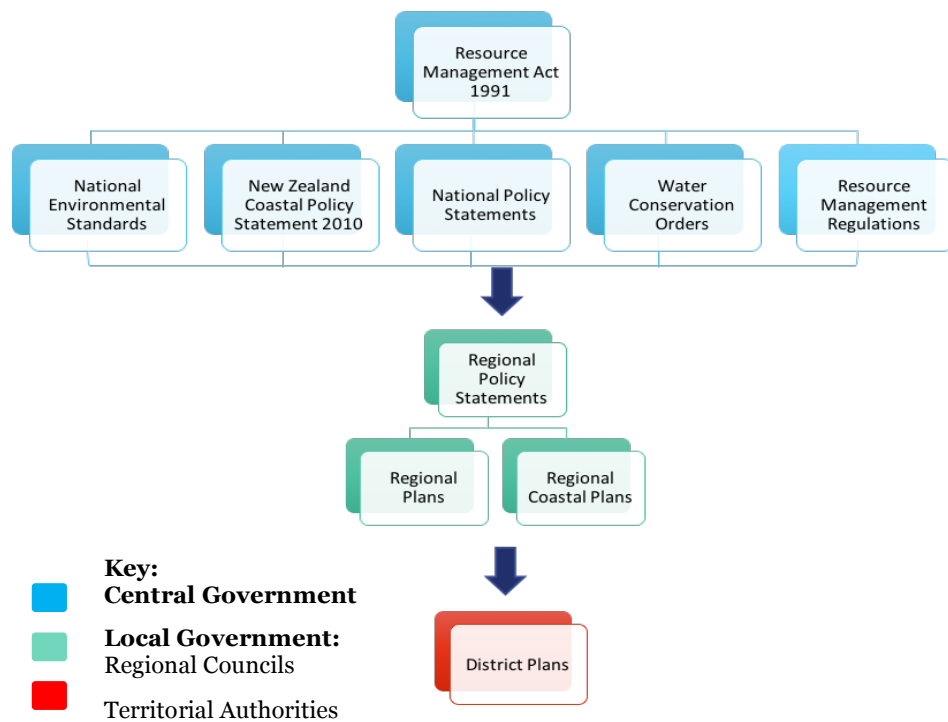 Resource
Management Act
1991
National
Environmental
Standards
New Zealand
Coastal Policy
Statement 2010
National Policy
Statements
Water
Conservation
Orders
Resource
Management
Regulations
Regional
Policy
Statements
Regional
Plans
Regional
Coastal Plans
District Plans
Key:
Central Government
Local Government:
Regional Councils
Territorial Authorities